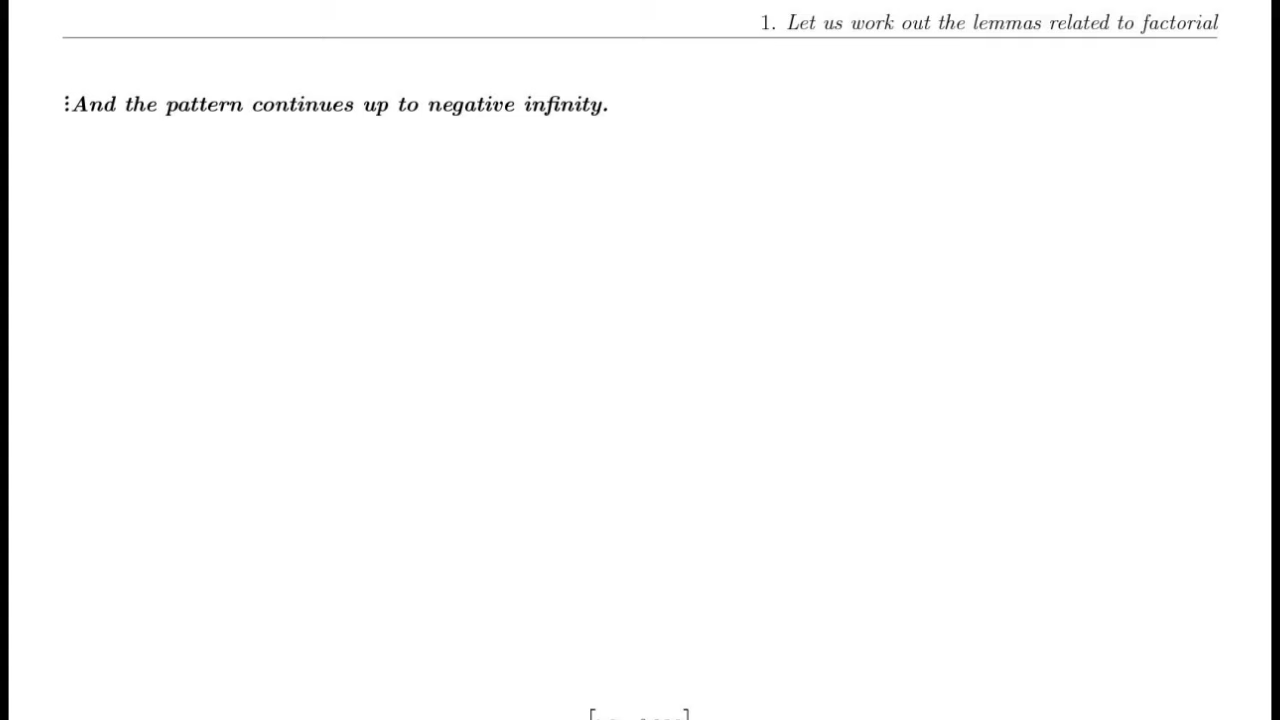 1. Let us work out the lemmas related to factorial
⋮And the pattern continues up to negative infinity.